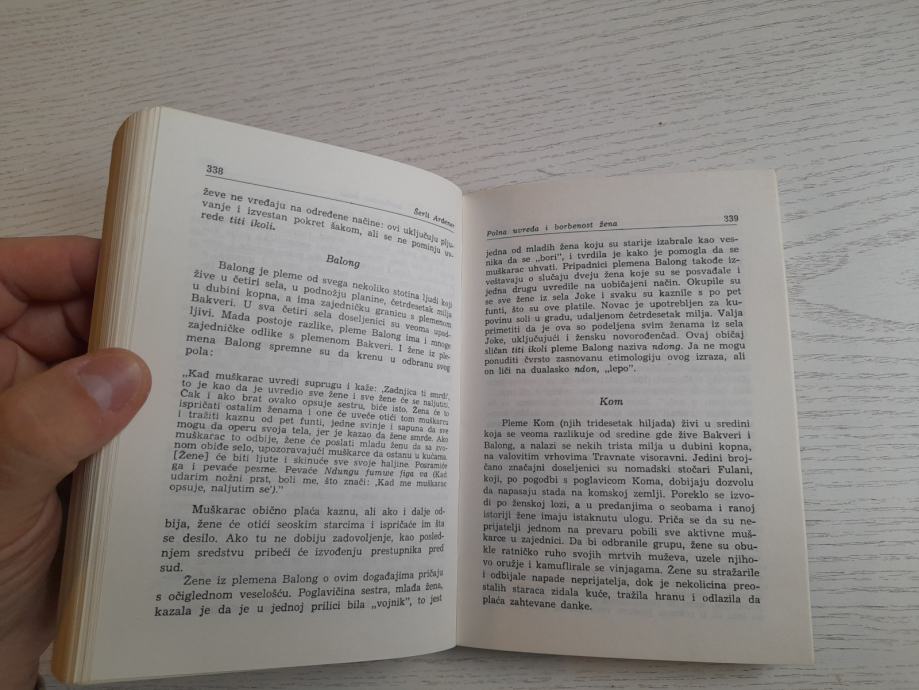 338
Šerli Ardener
ževe ne vređaju na određene načine: ovi uključuju plju-
vanje i izvestan pokret šakom, ali se ne pominju uv-
rede titi ikoli.
Balong
Balong je pleme od svega nekoliko stotina ljudi koji
žive u četiri sela, u podnožju planine, četrdesetak milja
u dubini kopna, a ima zajedničku granicu s plemenom
Bakveri. U sva četiri sela doseljenici su veoma upad-
ljivi. Mada postoje razlike, pleme Balong ima i mnoge
zajedničke odlike s plemenom Bakveri. I žene iz ple-
mena Balong spremne su da krenu u odbranu svog
pola:
„Kad muškarac uvredi suprugu i kaže: ‚Zadnjica ti smrdi',
to je kao da je uvredio sve žene i sve žene će se naljutiti.
Čak i ako brat ovako opsuje sestru, biće isto. Žena će to
ispričati ostalim ženama i one će uveče otići tom muškarcu
i tražiti kaznu od pet funti, jedne svinje i sapuna da sve
mogu da operu svoja tela, jer je kazao da žene smrde. Ako
muškarac to odbije, žene će poslati mladu ženu da sa zvo-
nom obiđe selo, upozoravajući muškarce da ostanu u kućama.
[Žene] će biti ljute i skinuće sve svoje haljine. Posramiće
ga i pevaće pesme. Pevaće Ndungu fumwe figa va (Kad
udarim nožni prst, boli me, što znači: ‚Kad me muškarac
opsuje, naljutim se').”
Muškarac obično plaća kaznu, ali ako i dalje od-
bija, žene će otići seoskim starcima i ispričaće im šta
se desilo. Ako tu ne dobiju zadovoljenje, kao posled-
njem sredstvu pribeći će izvođenju prestupnika pred
sud.
Žene iz plemena Balong o ovim događajima pričaju
s očiglednom veselošću. Poglavičina sestra, mlada žena,
kazala je da je u jednoj prilici bila „vojnik”, to jest
Polna uvreda i borbenost žena
339
jedna od mladih žena koju su starije izabrale kao ves-
nika da se „bori”, i tvrdila je kako je pomogla da se
muškarac uhvati. Pripadnici plemena Balong takođe iz-
veštavaju o slučaju dveju žena koje su se posvađale i
jedna drugu uvredile na uobičajeni način. Okupile su
se sve žene iz sela Joke i svaku su kaznile s po pet
funti, što su ove platile. Novac je upotrebljen za ku-
povinu soli u gradu, udaljenom četrdesetak milja. Valja
primetiti da je ova so podeljena svim ženama iz sela
Joke, uključujući i žensku novorođenčad. Ovaj običaj
sličan titi ikoli pleme Balong naziva ndong. Ja ne mogu
ponuditi čvrsto zasnovanu etimologiju ovog izraza, ali
on liči na dualasko ndon, „lepo”.
Kom
Pleme Kom (njih tridesetak hiljada) živi u sredini
koja se veoma razlikuje od sredine gde žive Bakveri i
Balong, a nalazi se nekih trista milja u dubini kopna,
na valovitim vrhovima Travnate visoravni. Jedini broj-
čano značajni doseljenici su nomadski stočari Fulani,
koji, po pogodbi s poglavicom Koma, dobijaju dozvolu
da napasaju stada na komskoj zemlji. Poreklo se izvo-
di po ženskoj lozi, a u predanjima o seobama i ranoj
istoriji žene imaju istaknutu ulogu. Priča se da su ne-
prijatelji jednom na prevaru pobili sve aktivne muš-
karce u zajednici. Da bi odbranile grupu, žene su obu-
kle ratničko ruho svojih mrtvih muževa, uzele njiho-
vo oružje i kamuflirale se vinjagama. Žene su stražarile
i odbijale napade neprijatelja, dok je nekolicina preo-
stalih staraca zidala kuće, tražila hranu i odlazila da
plaća zahtevane danke.